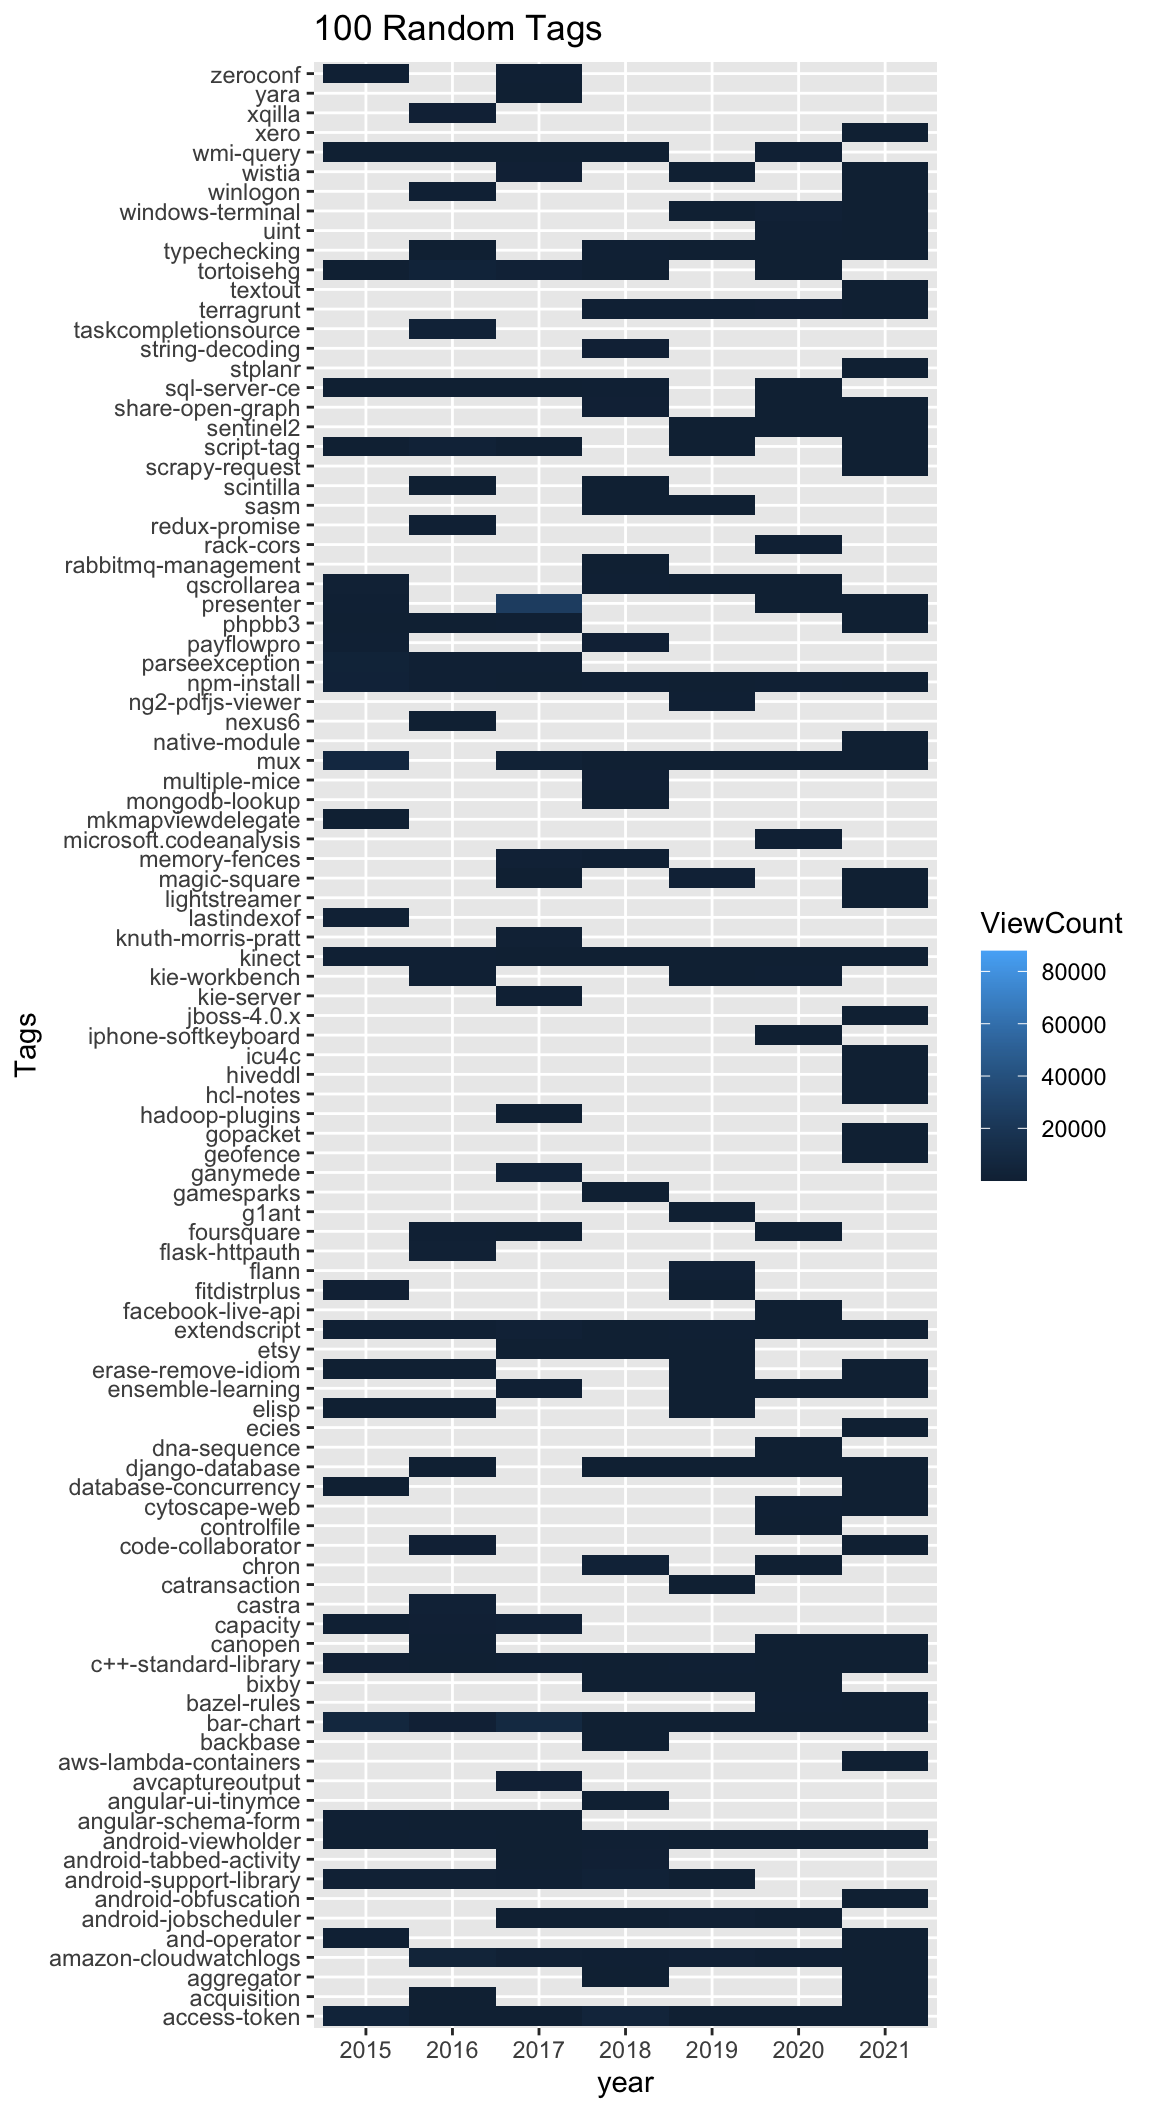 100 Random Tags
zeroconf
yara
xqilla
xero
wmi-query
wistia
winlogon
windows-terminal
uint
typechecking
tortoisehg
textout
terragrunt
taskcompletionsource
string-decoding
stplanr
sql-server-ce
share-open-graph
sentinel2
script-tag
scrapy-request
scintilla
sasm
redux-promise
rack-cors
rabbitmq-management
qscrollarea
presenter
phpbb3
payflowpro
parseexception
npm-install
ng2-pdfjs-viewer
nexus6
native-module
mux
multiple-mice
mongodb-lookup
mkmapviewdelegate
microsoft.codeanalysis
memory-fences
magic-square
lightstreamer
lastindexof
knuth-morris-pratt
kinect
kie-workbench
kie-server
jboss-4.0.x
iphone-softkeyboard
icu4c
hiveddl
hcl-notes
hadoop-plugins
gopacket
geofence
ganymede
gamesparks
g1ant
foursquare
flask-httpauth
flann
fitdistrplus
facebook-live-api
extendscript
etsy
erase-remove-idiom
ensemble-learning
elisp
ecies
dna-sequence
django-database
database-concurrency
cytoscape-web
controlfile
code-collaborator
chron
catransaction
castra
capacity
canopen
c++-standard-library
bixby
bazel-rules
bar-chart
backbase
aws-lambda-containers
avcaptureoutput
angular-ui-tinymce
angular-schema-form
android-viewholder
android-tabbed-activity
android-support-library
android-obfuscation
android-jobscheduler
and-operator
amazon-cloudwatchlogs
aggregator
acquisition
access-token
Tags
2015 2016 2017 2018 2019 2020 2021
year
ViewCount
80000
60000
40000
20000